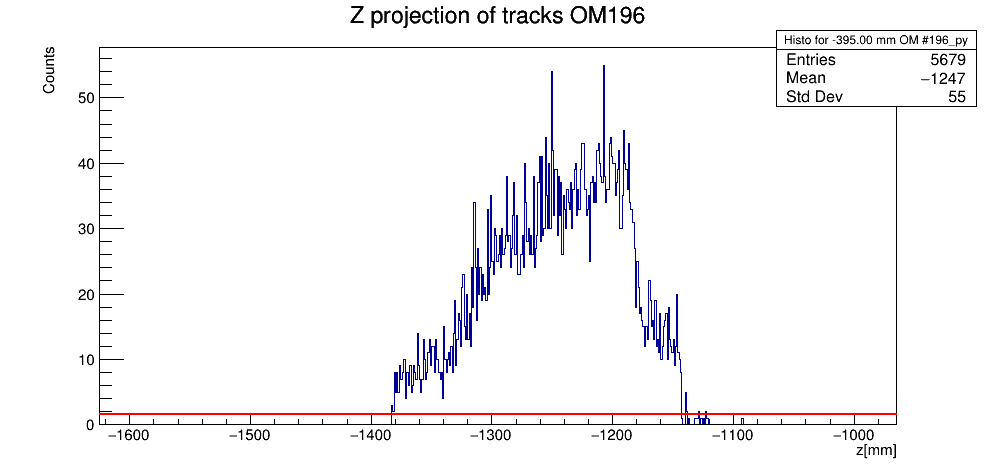 Z projection of tracks OM196
Histo for -395.00 mm OM #196_py
Entries 5679
Mean −1247
Std Dev 55
Counts
50
40
30
20
10
0
−1600 −1500 −1400 −1300 −1200 −1100 −1000
z[mm]